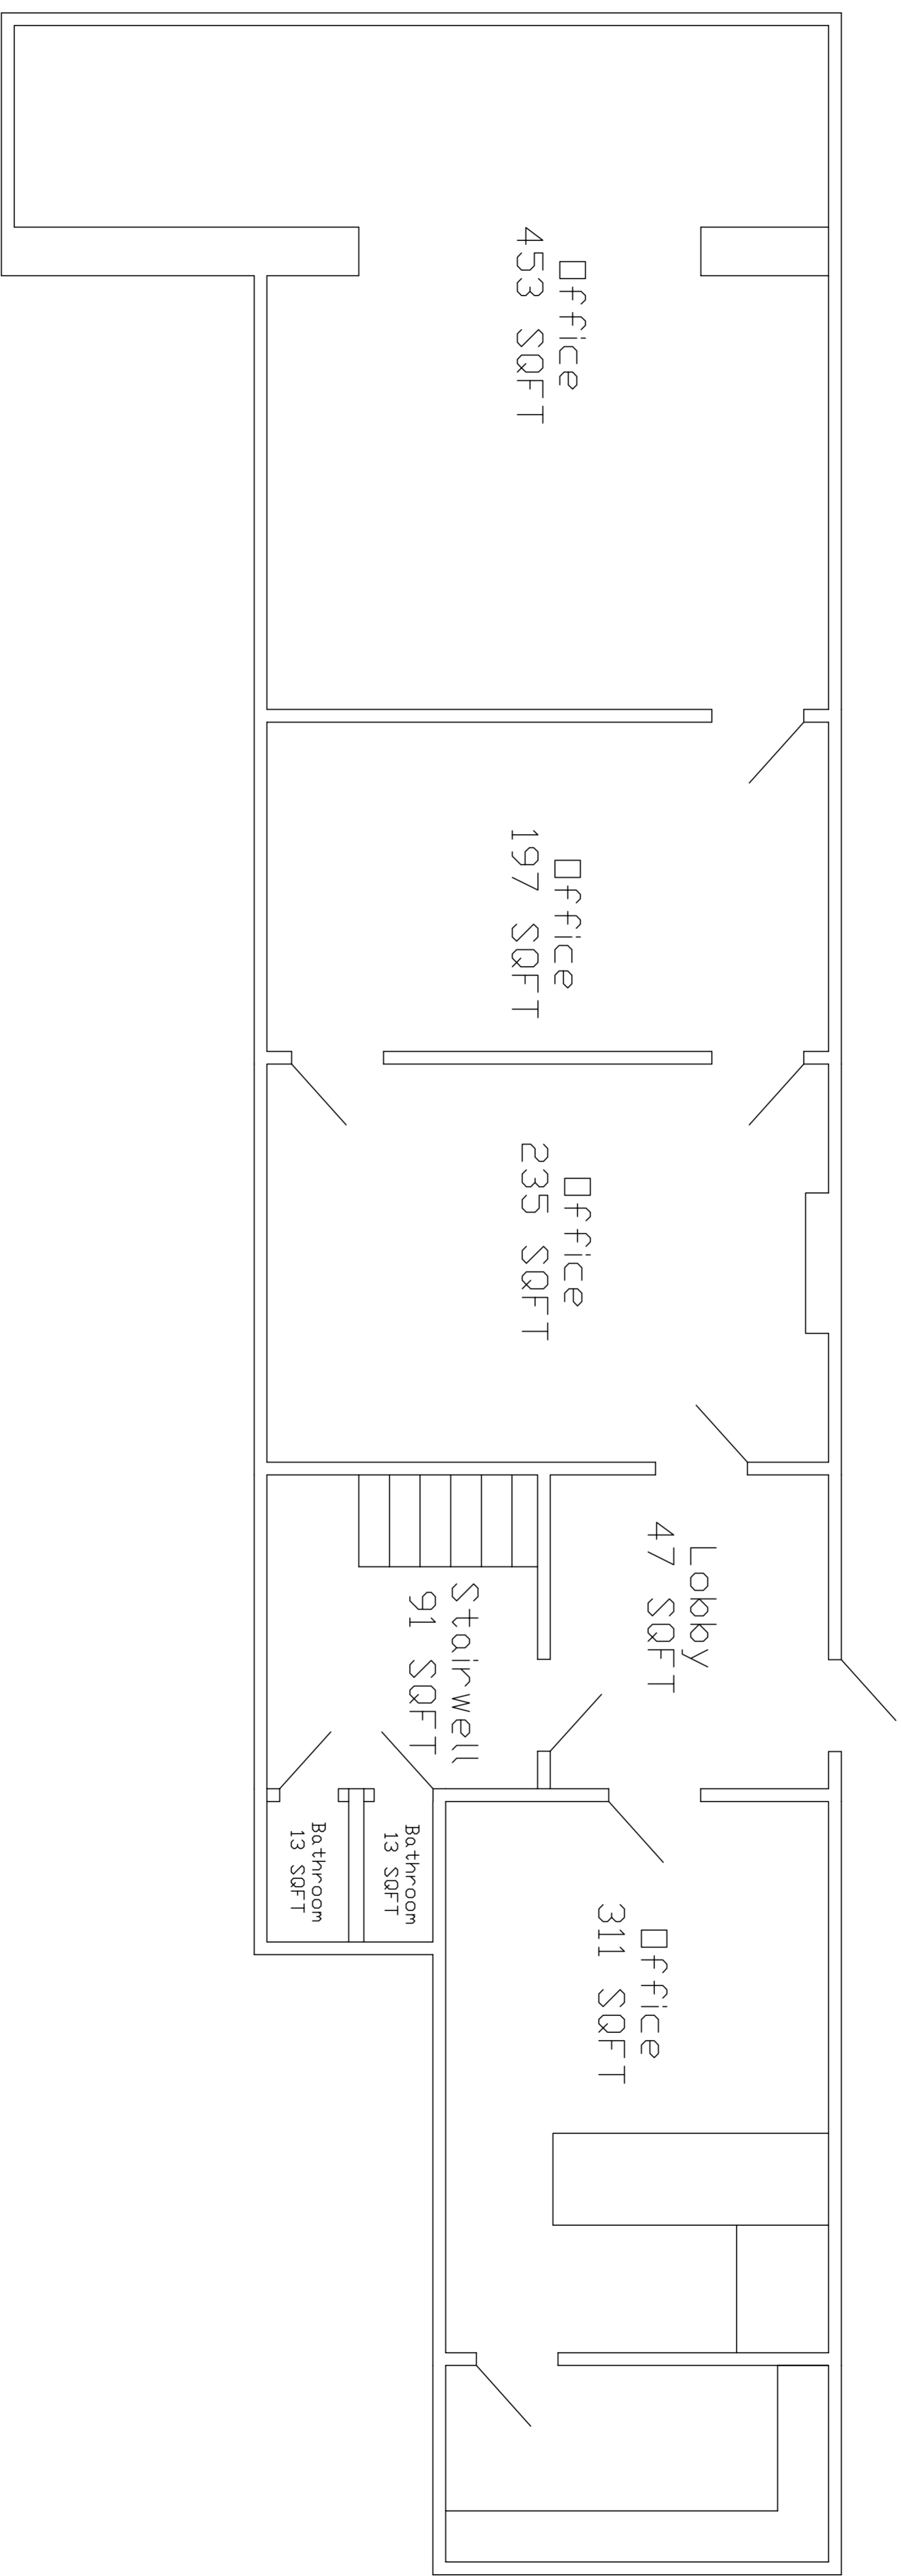 Office
453 SQFT
Office
197 SQFT
Office
235 SQFT
Lobby
47 SQFT
Stairwell
91 SQFT
Bathroom
13 SQFT
Bathroom
13 SQFT
Office
311 SQFT